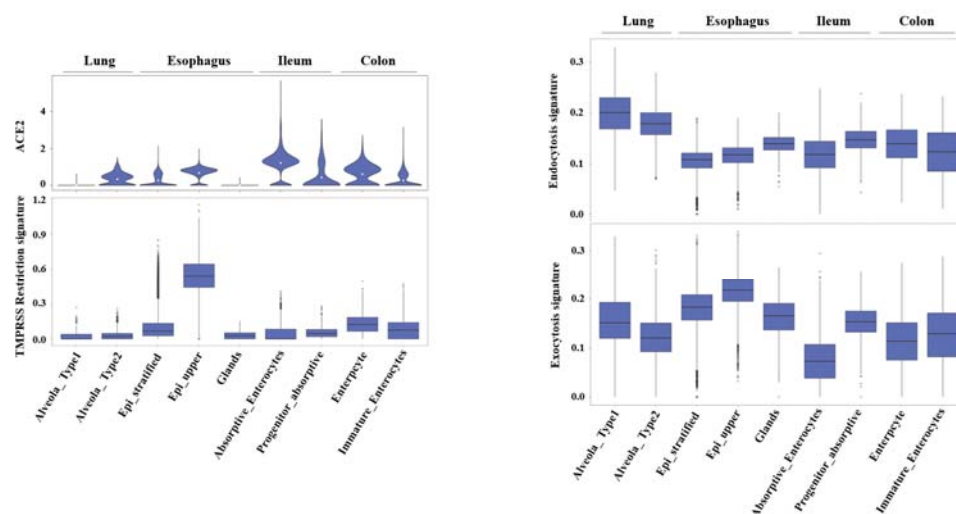 Lung Esophagus Ileum Colon
ACE2
4
2
0
TMPRSS Restriction signature
1.2
0.9
0.6
0.3
0.0
Alveola_Type1
Alveola_Type2
Epi_stratified
Epi_upper
Glands
Absorptive_Enterocytes
Progenitor_absorptive
Enterpcyte
Immature_Enterocytes
Lung Esophagus Ileum Colon
Endocytosis signature
0.3
0.2
0.1
0.0
Exocytosis signature
0.3
0.2
0.1
0.0
Alveola_Type1
Alveola_Type2
Epi_stratified
Epi_upper
Glands
Absorptive_Enterocytes
Progenitor_absorptive
Enterpcyte
Immature_Enterocytes